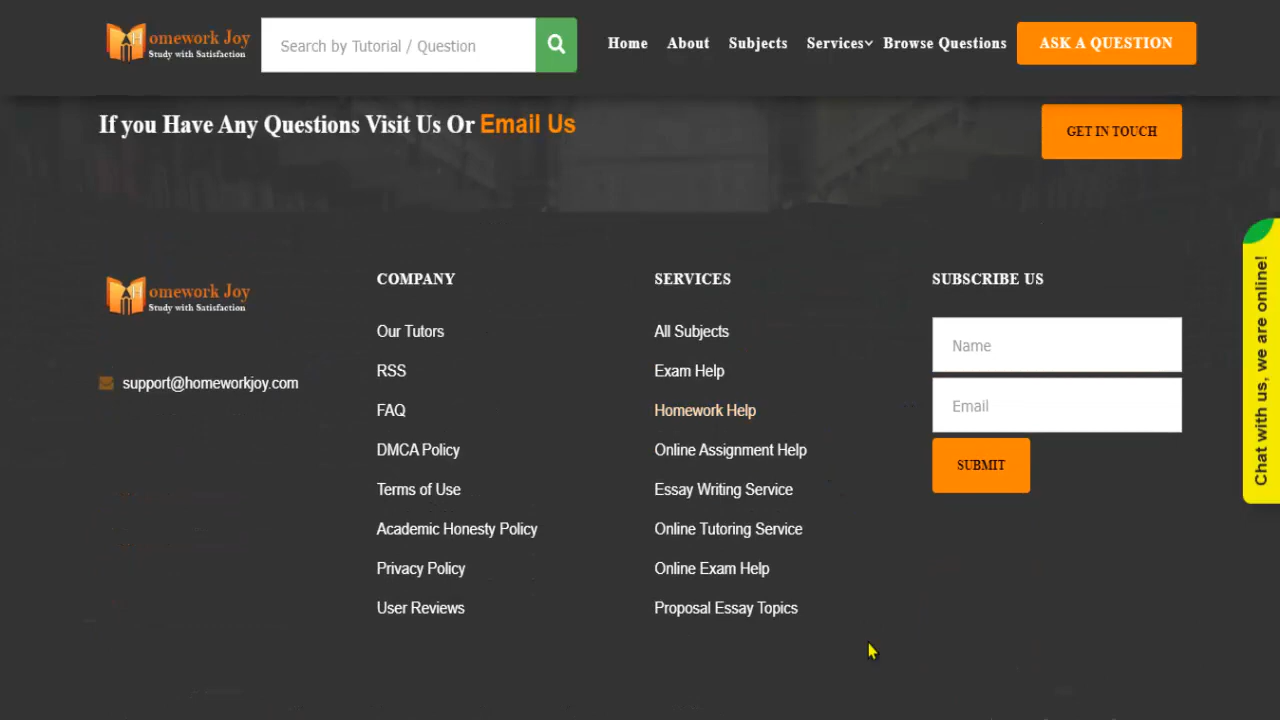 Homework Joy
Study with Satisfaction
Search by Tutorial / Question
Home About Subjects Services Browse Questions
ASK A QUESTION
If you Have Any Questions Visit Us Or Email Us
GET IN TOUCH
Chat with us, we are online!
Homework Joy
Study with Satisfaction
support@homeworkjoy.com
COMPANY
Our Tutors
RSS
FAQ
DMCA Policy
Terms of Use
Academic Honesty Policy
Privacy Policy
User Reviews
SERVICES
All Subjects
Exam Help
Homework Help
Online Assignment Help
Essay Writing Service
Online Tutoring Service
Online Exam Help
Proposal Essay Topics
SUBSCRIBE US
Name
Email
SUBMIT